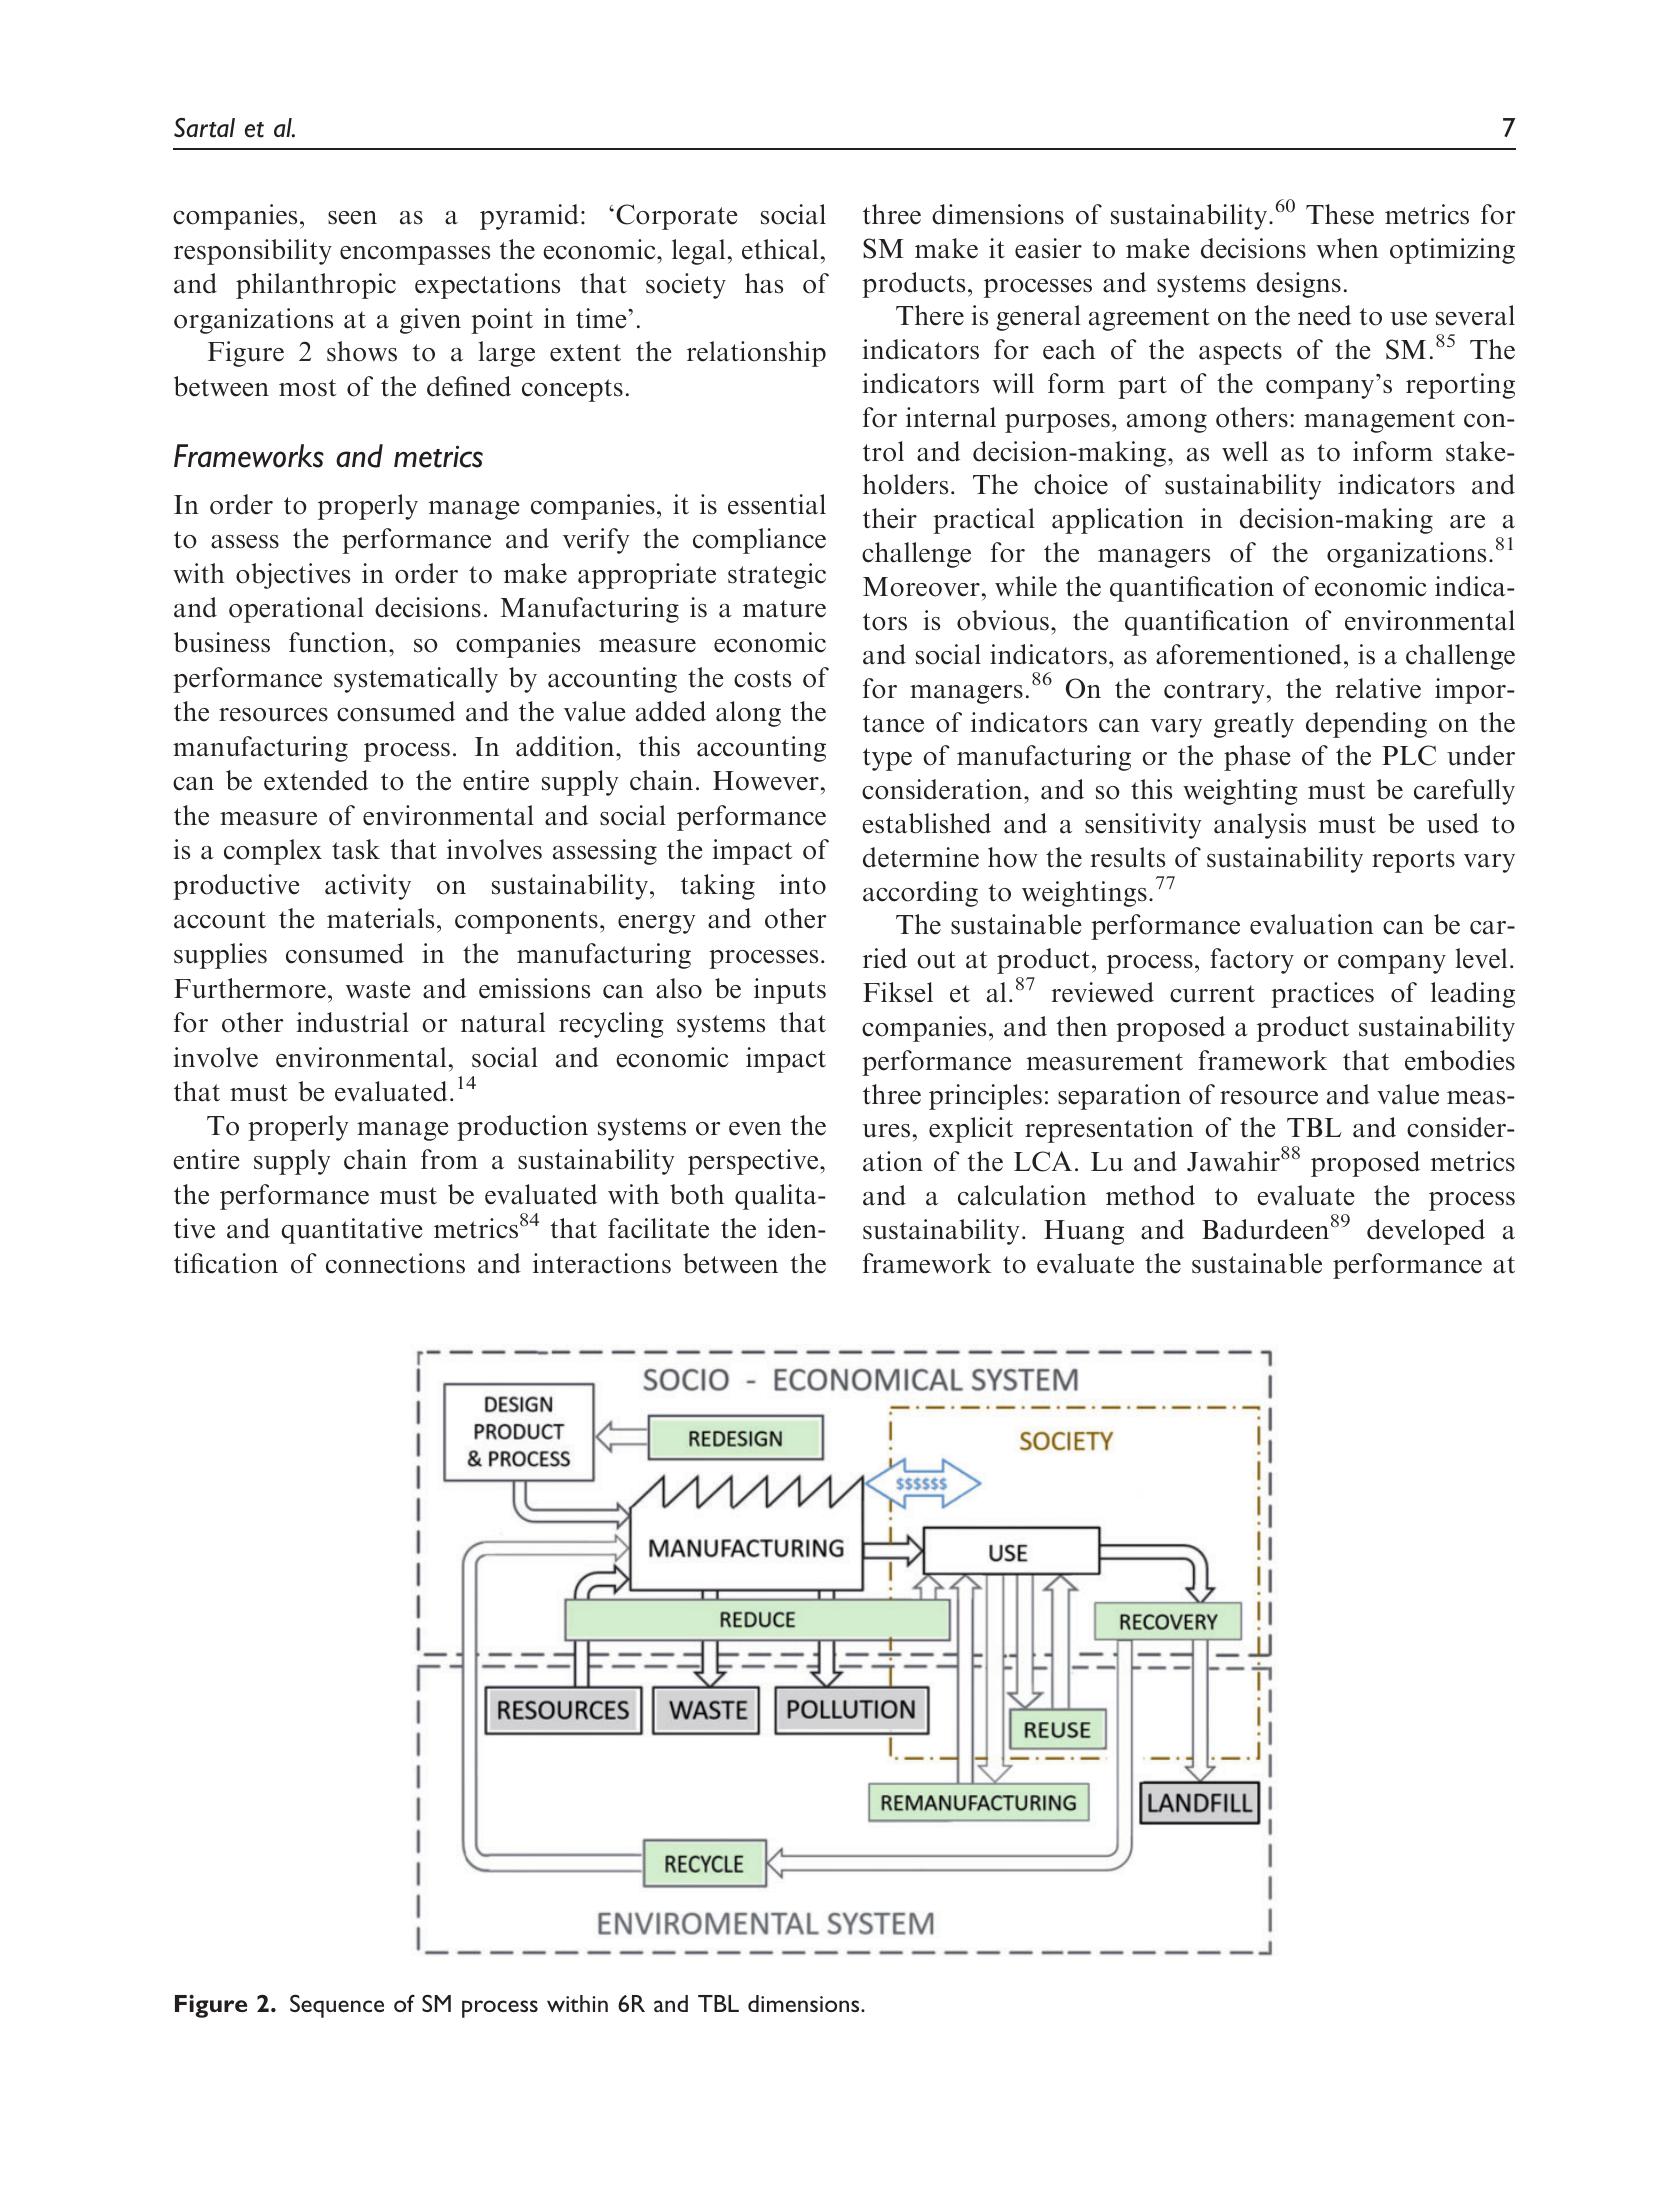 Sartal et al.
7
companies, seen as a pyramid: ‘Corporate social
responsibility encompasses the economic, legal, ethical,
and philanthropic expectations that society has of
organizations at a given point in time’.
Figure 2 shows to a large extent the relationship
between most of the defined concepts.
Frameworks and metrics
In order to properly manage companies, it is essential
to assess the performance and verify the compliance
with objectives in order to make appropriate strategic
and operational decisions. Manufacturing is a mature
business function, so companies measure economic
performance systematically by accounting the costs of
the resources consumed and the value added along the
manufacturing process. In addition, this accounting
can be extended to the entire supply chain. However,
the measure of environmental and social performance
is a complex task that involves assessing the impact of
productive activity on sustainability, taking into
account the materials, components, energy and other
supplies consumed in the manufacturing processes.
Furthermore, waste and emissions can also be inputs
for other industrial or natural recycling systems that
involve environmental, social and economic impact
that must be evaluated.14
To properly manage production systems or even the
entire supply chain from a sustainability perspective,
the performance must be evaluated with both qualita-
tive and quantitative metrics84 that facilitate the iden-
tification of connections and interactions between the
three dimensions of sustainability.60 These metrics for
SM make it easier to make decisions when optimizing
products, processes and systems designs.
There is general agreement on the need to use several
indicators for each of the aspects of the SM.85 The
indicators will form part of the company’s reporting
for internal purposes, among others: management con-
trol and decision-making, as well as to inform stake-
holders. The choice of sustainability indicators and
their practical application in decision-making are a
challenge for the managers of the organizations.81
Moreover, while the quantification of economic indica-
tors is obvious, the quantification of environmental
and social indicators, as aforementioned, is a challenge
for managers.86 On the contrary, the relative impor-
tance of indicators can vary greatly depending on the
type of manufacturing or the phase of the PLC under
consideration, and so this weighting must be carefully
established and a sensitivity analysis must be used to
determine how the results of sustainability reports vary
according to weightings.77
The sustainable performance evaluation can be car-
ried out at product, process, factory or company level.
Fiksel et al.87 reviewed current practices of leading
companies, and then proposed a product sustainability
performance measurement framework that embodies
three principles: separation of resource and value meas-
ures, explicit representation of the TBL and consider-
ation of the LCA. Lu and Jawahir88 proposed metrics
and a calculation method to evaluate the process
sustainability. Huang and Badurdeen89 developed a
framework to evaluate the sustainable performance at
SOCIO - ECONOMICAL SYSTEM
DESIGN
PRODUCT
& PROCESS
REDESIGN
SOCIETY
$$$$$$
MANUFACTURING
USE
REDUCE
RECOVERY
RESOURCES
WASTE
POLLUTION
REUSE
REMANUFACTURING
LANDFILL
RECYCLE
ENVIROMENTAL SYSTEM
Figure 2. Sequence of SM process within 6R and TBL dimensions.